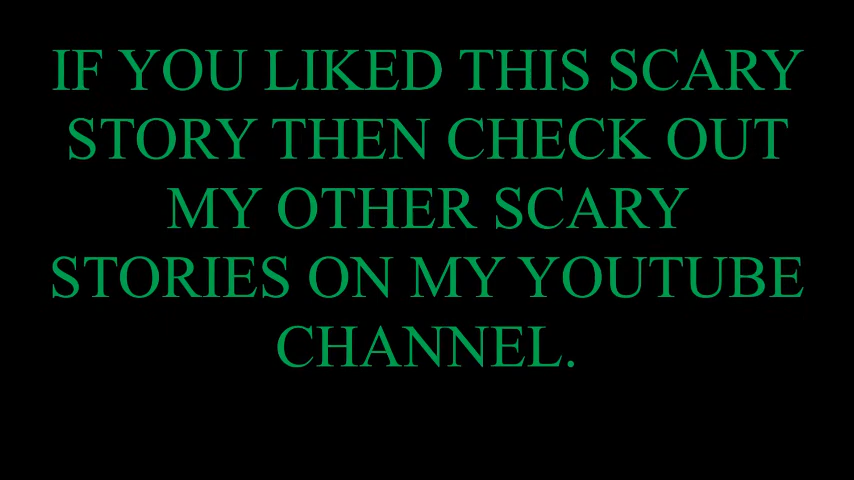 IF YOU LIKED THIS SCARY
STORY THEN CHECK OUT
MY OTHER SCARY
STORIES ON MY YOUTUBE
CHANNEL.